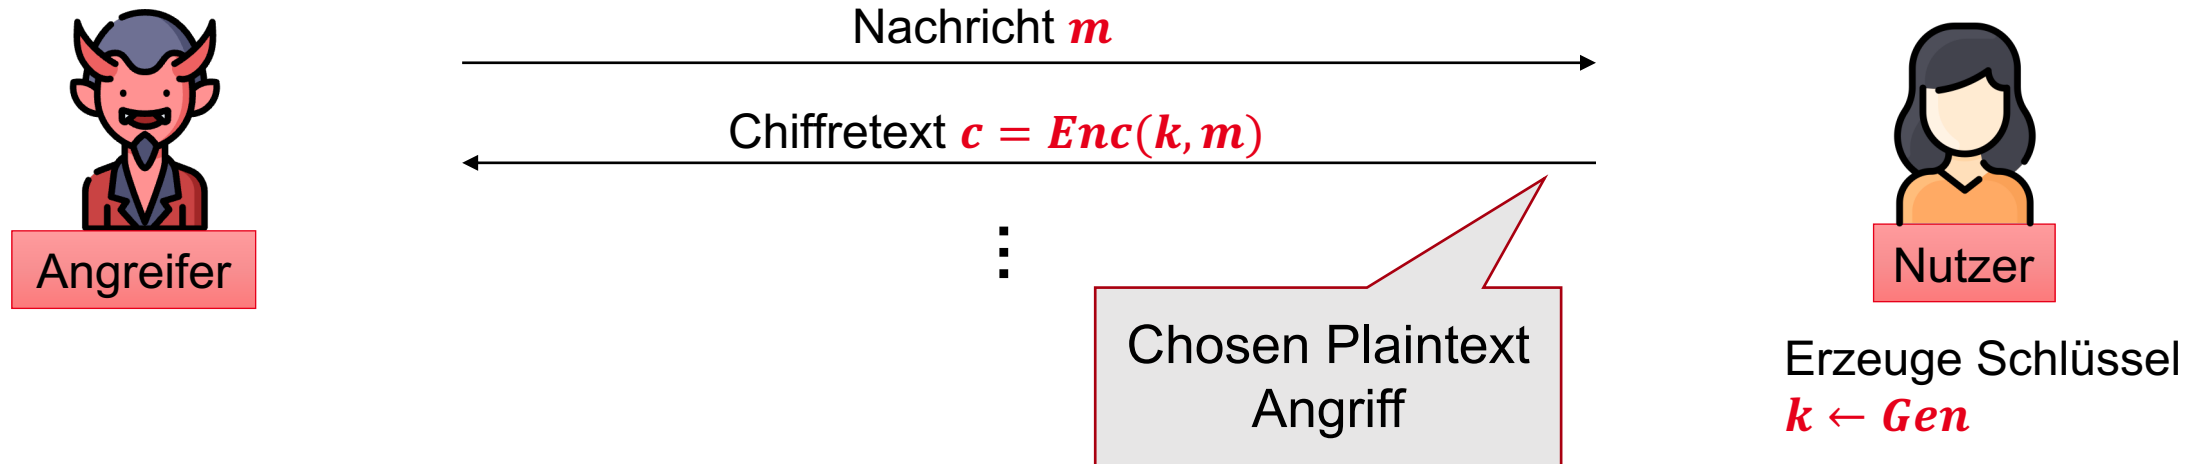 Nachricht m
Chiffretext c = Enc(k, m)
⋮
Angreifer
Nutzer
Chosen Plaintext
Angriff
Erzeuge Schlüssel
k ← Gen